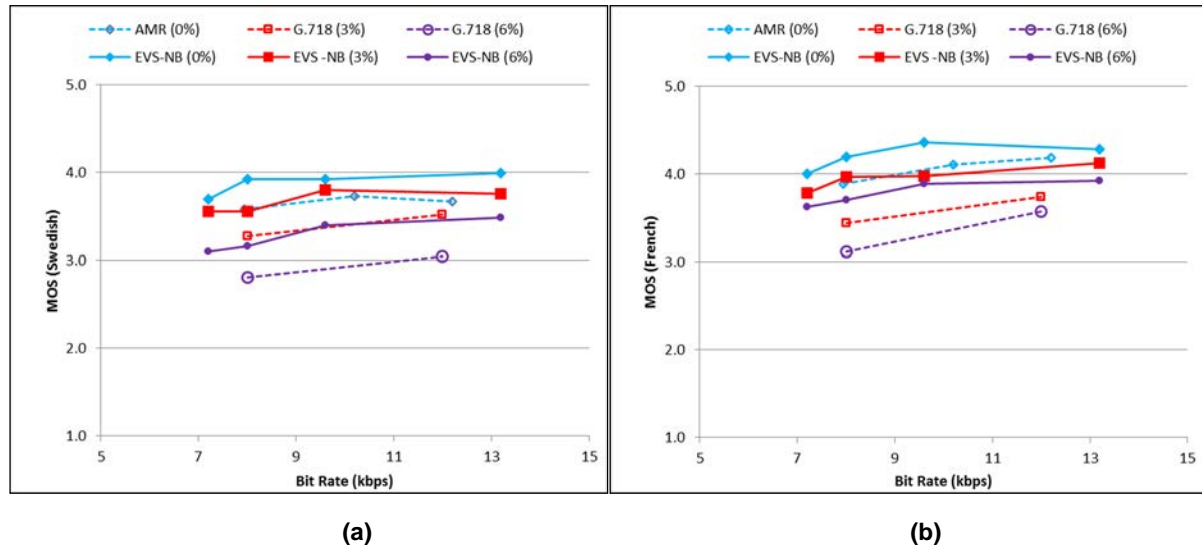 AMR (0%) G.718 (3%) G.718 (6%)
EVS-NB (0%) EVS -NB (3%) EVS-NB (6%)
5.0
4.0
3.0
2.0
1.0
MOS (Swedish)
5 7 9 11 13 15
Bit Rate (kbps)
(a)
AMR (0%) G.718 (3%) G.718 (6%)
EVS-NB (0%) EVS -NB (3%) EVS-NB (6%)
5.0
4.0
3.0
2.0
1.0
MOS (French)
5 7 9 11 13 15
Bit Rate (kbps)
(b)